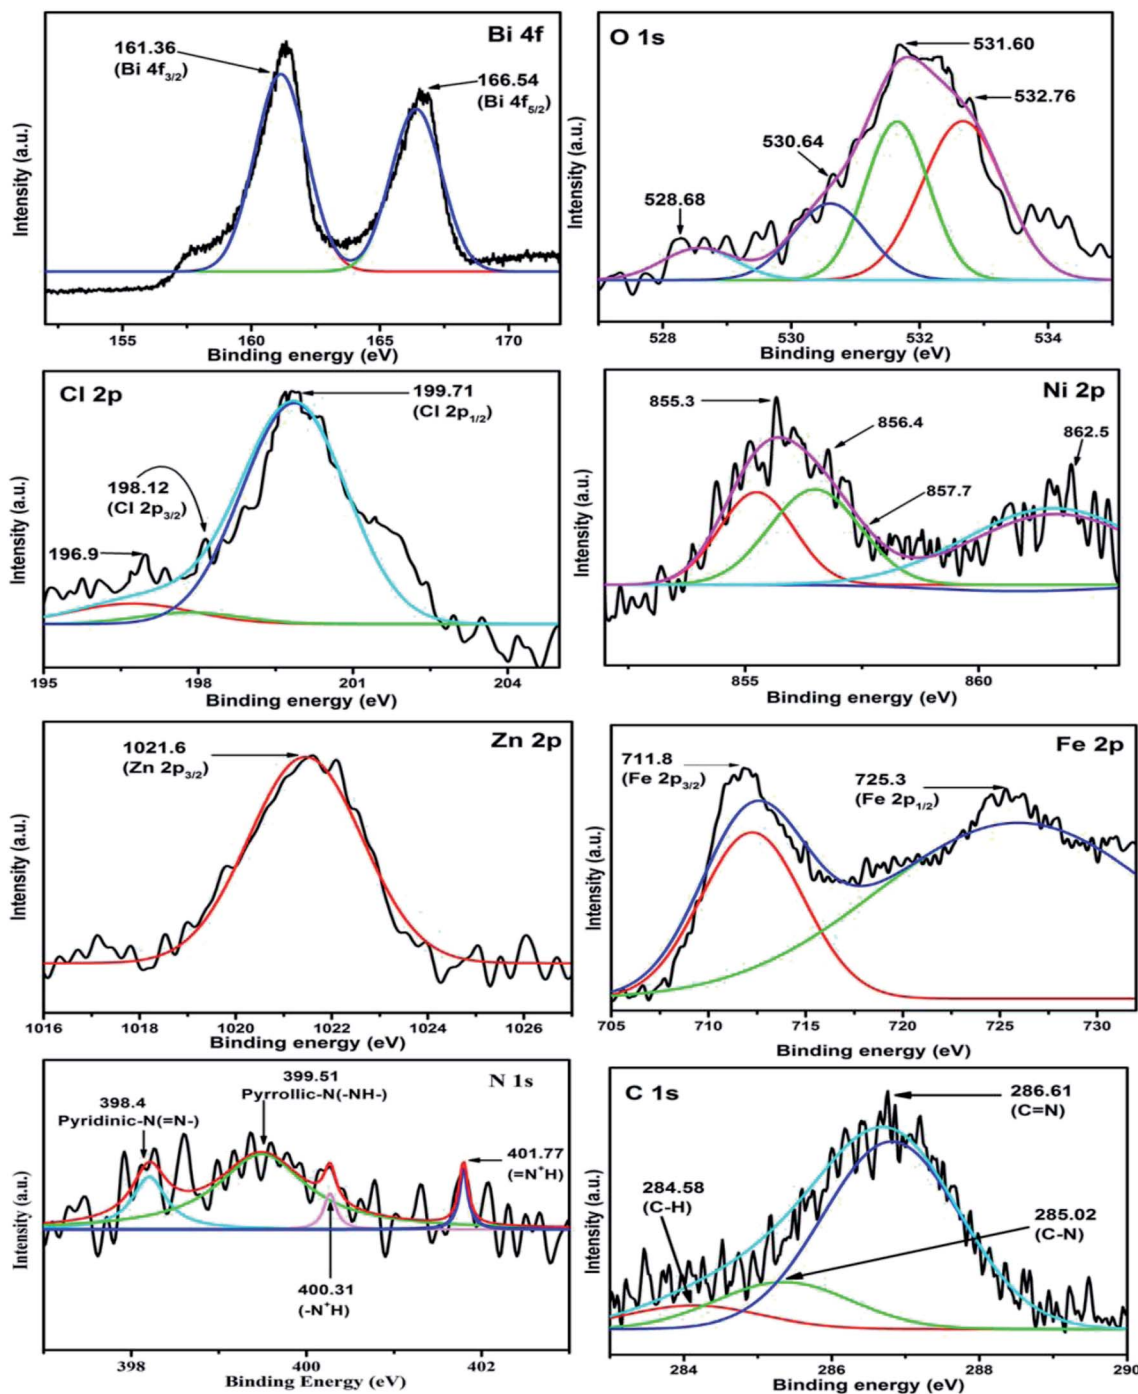 Bi 4f
161.36
(Bi 4f3/2)
166.54
(Bi 4f5/2)
Intensity (a.u.)
155 160 165 170
Binding energy (eV)
O 1s
531.60
532.76
530.64
528.68
Intensity (a.u.)
528 530 532 534
Binding energy (eV)
Cl 2p
199.71
(Cl 2p1/2)
198.12
(Cl 2p3/2)
196.9
Intensity (a.u.)
195 198 201 204
Binding energy (eV)
Ni 2p
855.3
856.4
862.5
857.7
Intensity (a.u.)
855 860
Binding energy (eV)
Zn 2p
1021.6
(Zn 2p3/2)
Intensity (a.u.)
1016 1018 1020 1022 1024 1026
Binding energy (eV)
Fe 2p
711.8
(Fe 2p3/2)
725.3
(Fe 2p1/2)
Intensity (a.u.)
705 710 715 720 725 730
Binding energy (eV)
N 1s
399.51
Pyrrollic-N(-NH-)
398.4
Pyridinic-N(=N-)
401.77
(=N+H)
400.31
(-N+H)
Intensity (a.u.)
398 400 402
Binding Energy (eV)
C 1s
286.61
(C=N)
284.58
(C-H)
285.02
(C-N)
Intensity (a.u.)
284 286 288 290
Binding energy (eV)